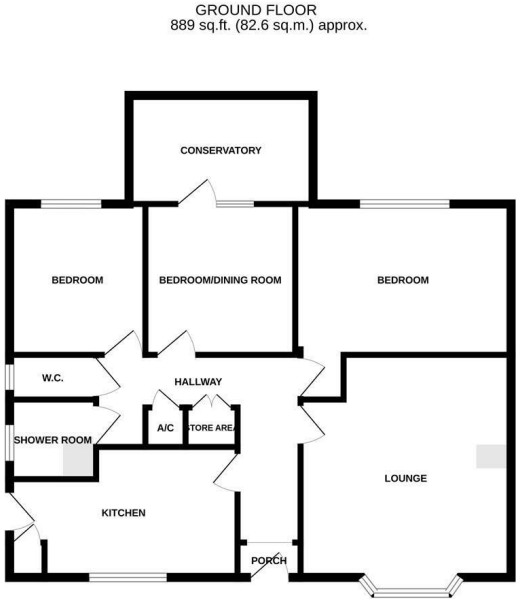 GROUND FLOOR
889 sq.ft. (82.6 sq.m.) approx.
CONSERVATORY
BEDROOM
BEDROOM/DINING ROOM
BEDROOM
W.C.
HALLWAY
A/C
STORE AREA
SHOWER ROOM
LOUNGE
KITCHEN
PORCH